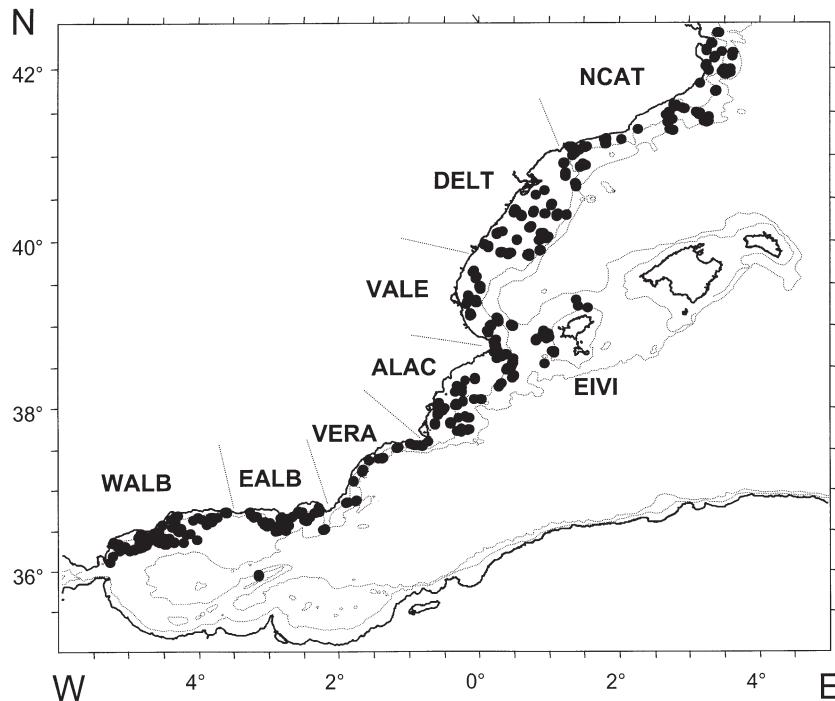 N
42°
NCAT
DELT
40°
VALE
ALAC
EIVI
38°
VERA
EALB
WALB
36°
W 4° 2° 0° 2° 4° E